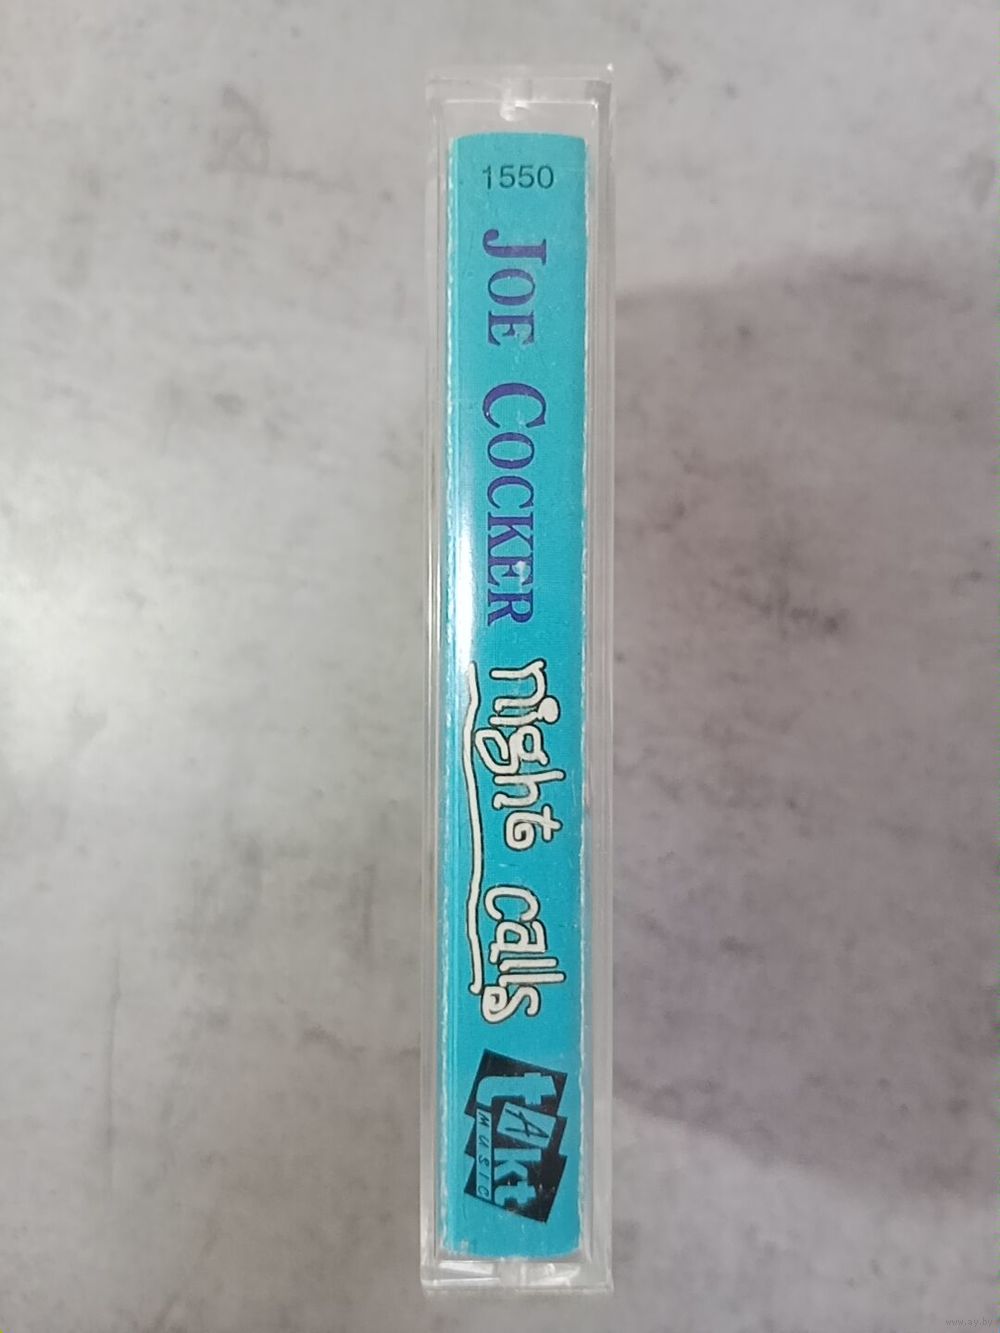 1550
JOE COCKER
night calls
tAkt
MUSIC
www.ay.by